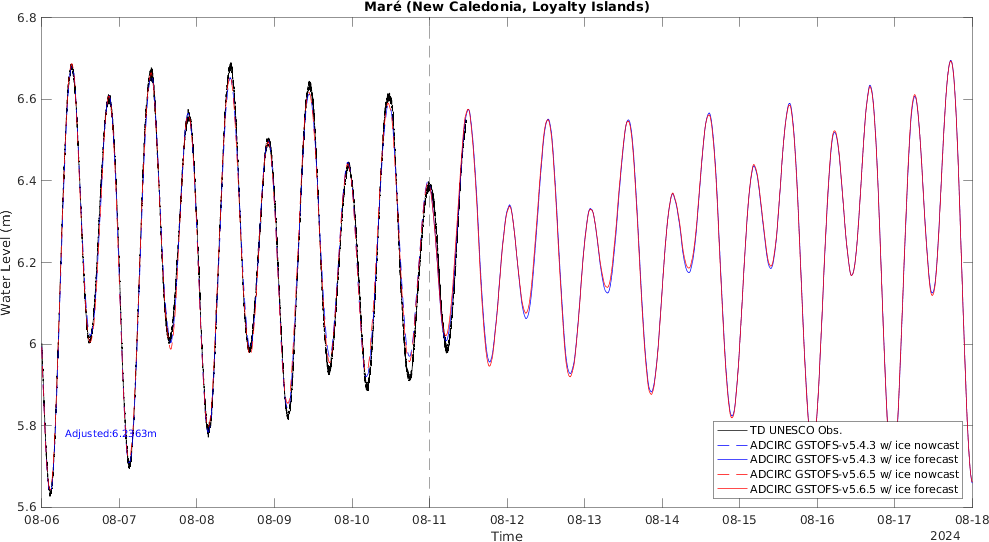 Maré (New Caledonia, Loyalty Islands)
6.8
6.6
6.4
6.2
6
5.8
5.6
Water Level (m)
Adjusted:6.2363m
TD UNESCO Obs.
ADCIRC GSTOFS-v5.4.3 w/ ice nowcast
ADCIRC GSTOFS-v5.4.3 w/ ice forecast
ADCIRC GSTOFS-v5.6.5 w/ ice nowcast
ADCIRC GSTOFS-v5.6.5 w/ ice forecast
08-06 08-07 08-08 08-09 08-10 08-11 08-12 08-13 08-14 08-15 08-16 08-17 08-18
Time
2024